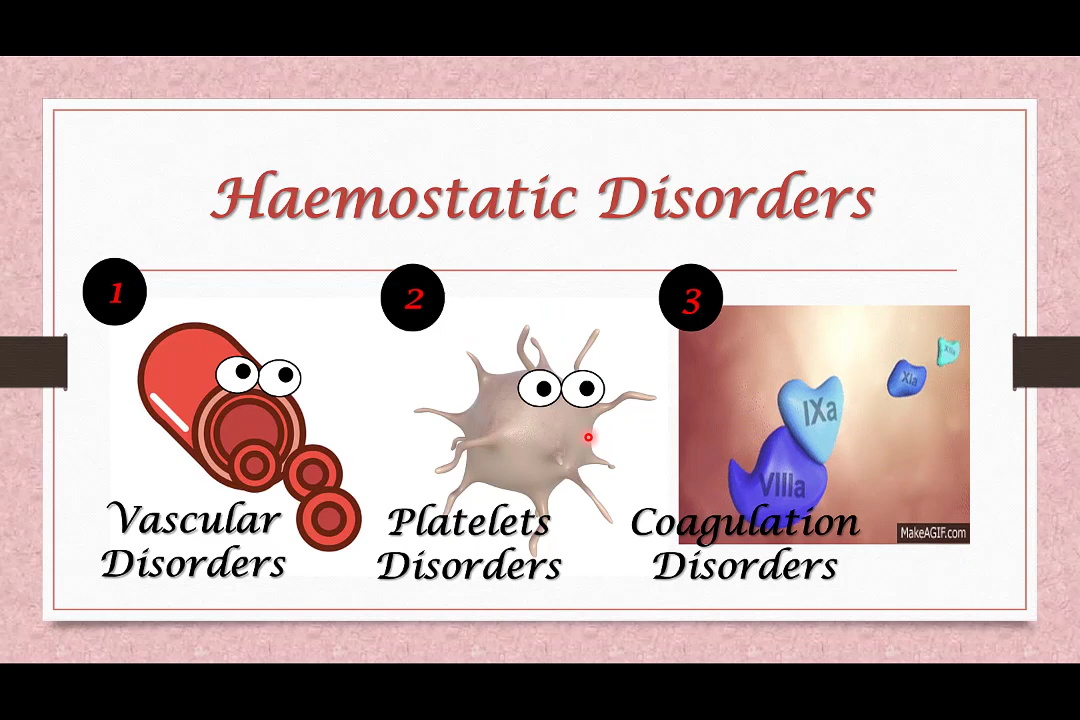 Haemostatic Disorders
1
2
3
XIa
IXa
VIIIa
MakeAGIF.com
Vascular
Disorders
Platelets
Disorders
Coagulation
Disorders